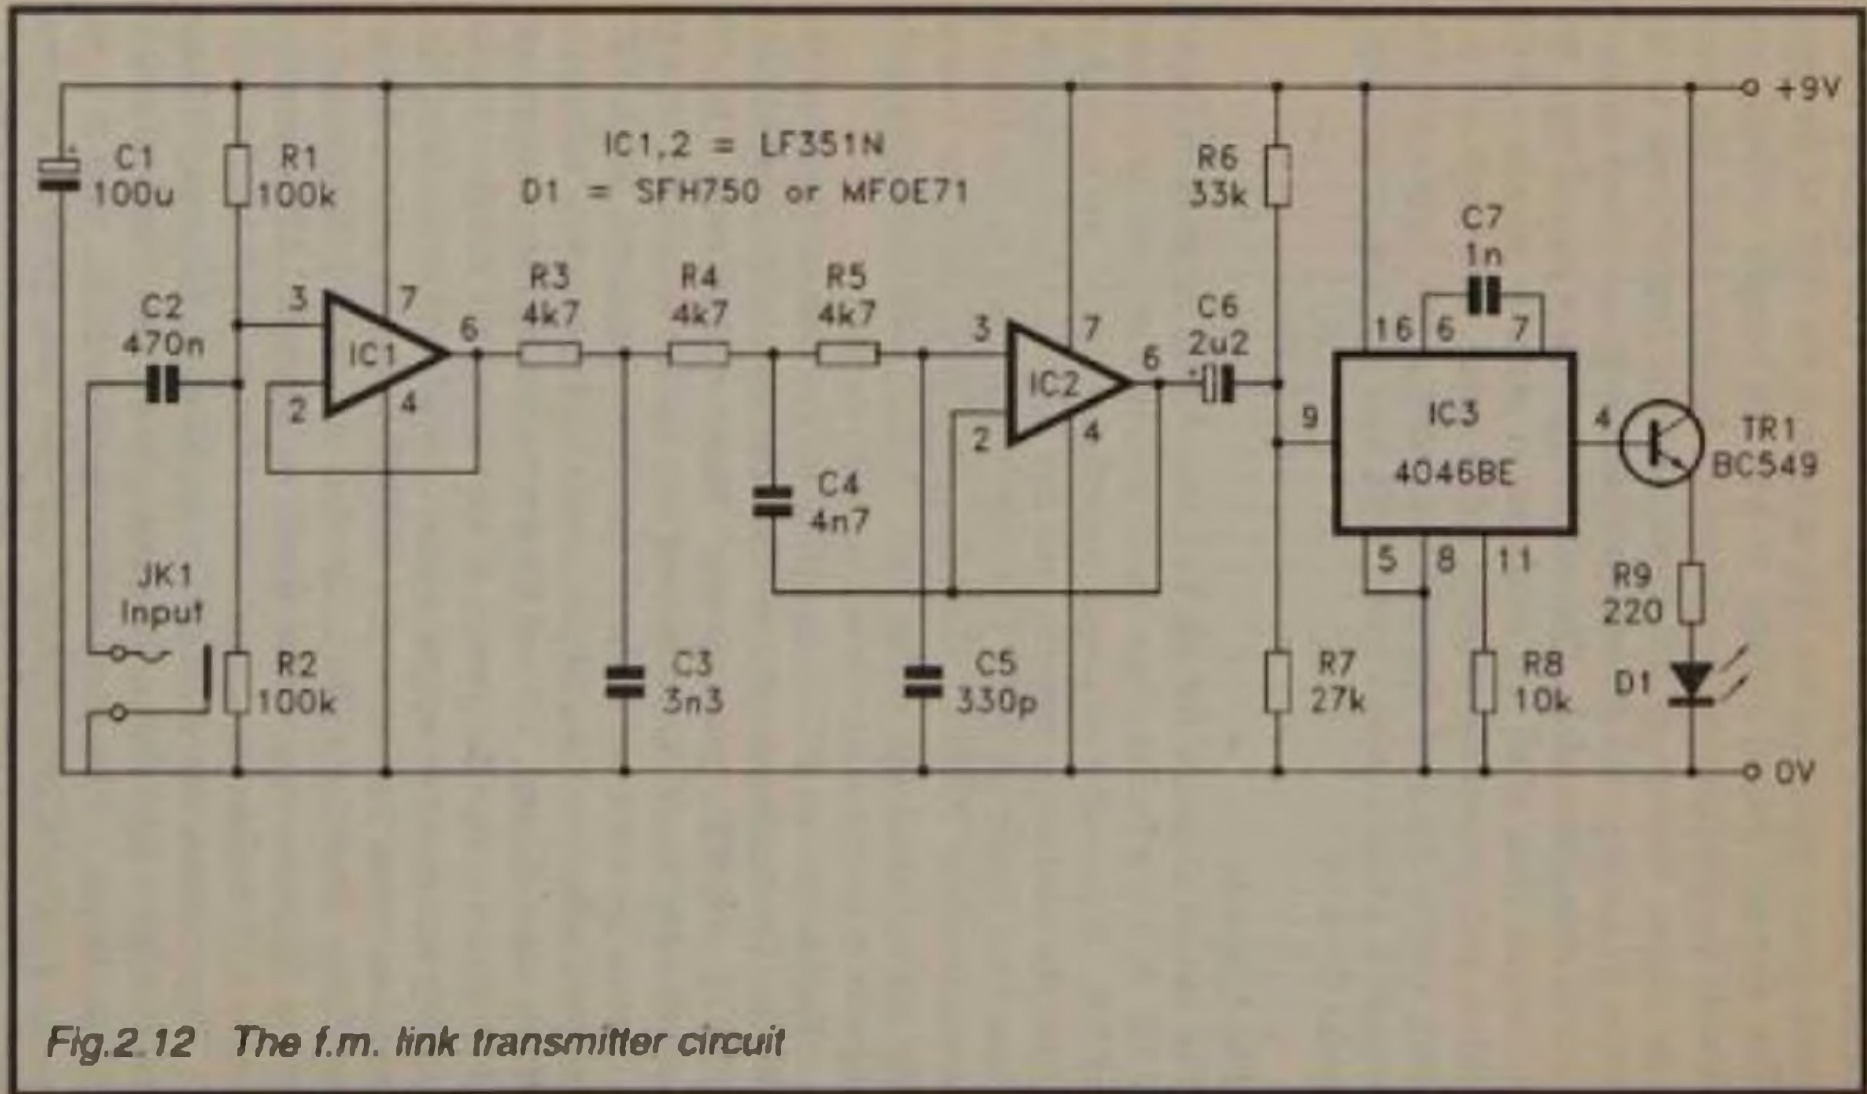 +9V
C1
100u
R1
100k
IC1,2 = LF351N
D1 = SFH750 or MFOE71
R6
33k
C7
1n
C2
470n
3
7
IC1
2
4
6
R3
4k7
R4
4k7
R5
4k7
3
7
IC2
2
4
6
C6
2u2
16
6
7
9
IC3
4046BE
4
TR1
BC549
C4
4n7
5
8
11
JK1
Input
R2
100k
C3
3n3
C5
330p
R7
27k
R8
10k
R9
220
D1
0V
Fig.2.12 The f.m. link transmitter circuit